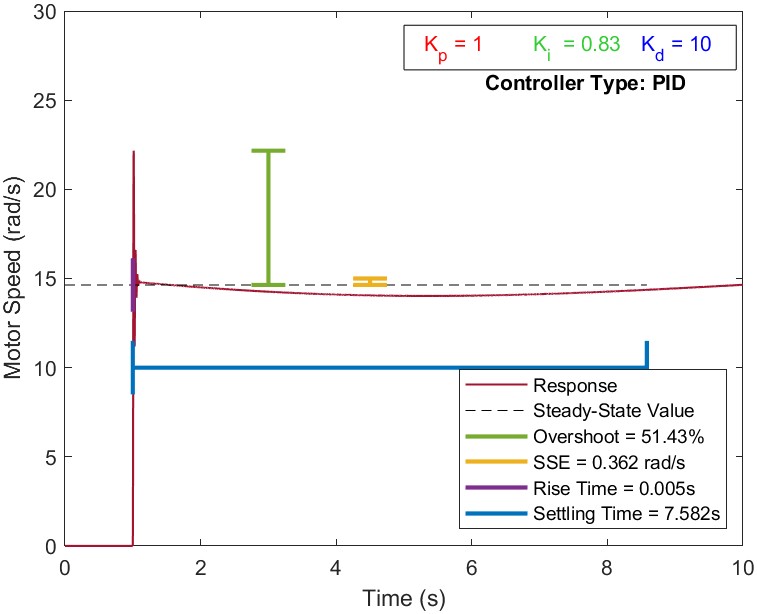 30
25
20
15
10
5
0
Motor Speed (rad/s)
Kp = 1 Ki = 0.83 Kd = 10
Controller Type: PID
Response
Steady-State Value
Overshoot = 51.43%
SSE = 0.362 rad/s
Rise Time = 0.005s
Settling Time = 7.582s
0 2 4 6 8 10
Time (s)